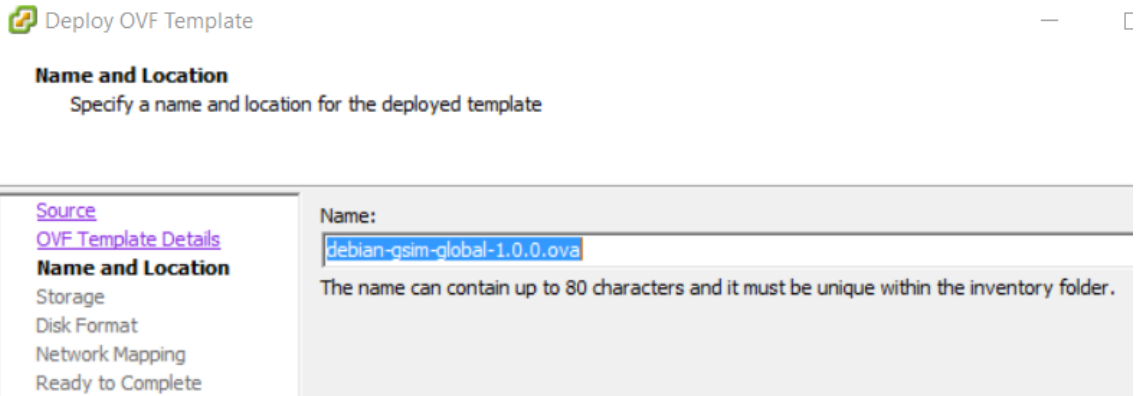 Deploy OVF Template
Name and Location
Specify a name and location for the deployed template
Source
OVF Template Details
Name and Location
Storage
Disk Format
Network Mapping
Ready to Complete
Name:
debian-gsim-global-1.0.0.ova
The name can contain up to 80 characters and it must be unique within the inventory folder.